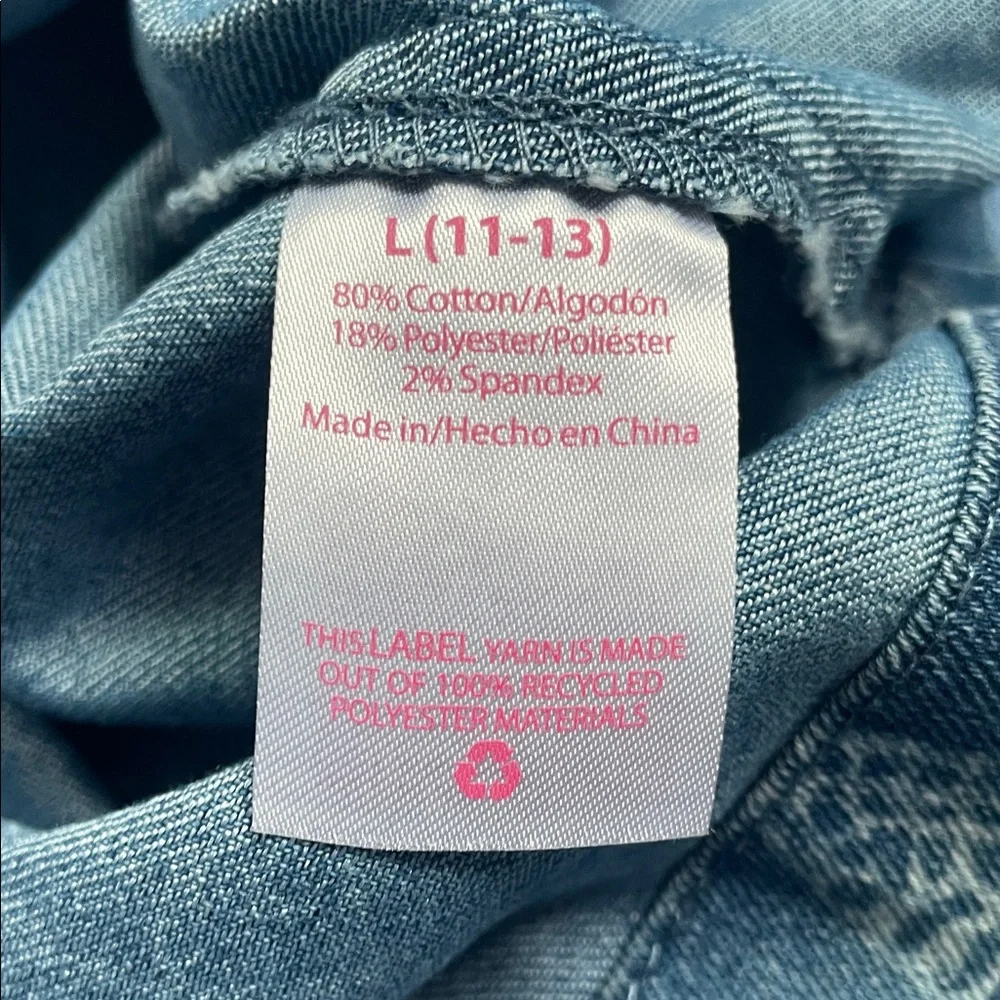 L (11-13)
80% Cotton/Algodón
18% Polyester/Poliéster
2% Spandex
Made in/Hecho en China
THIS LABEL YARN IS MADE
OUT OF 100% RECYCLED
POLYESTER MATERIALS